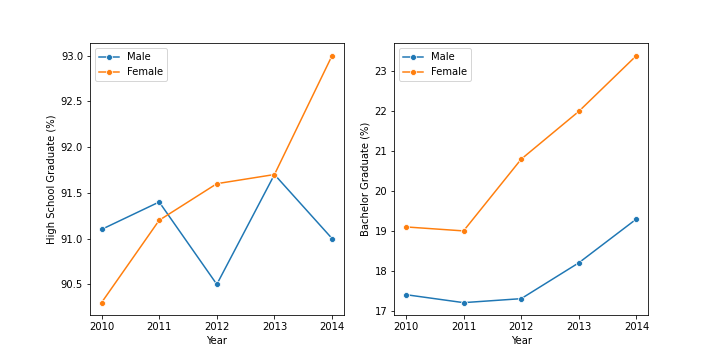 High School Graduate (%)
93.0
92.5
92.0
91.5
91.0
90.5
Male
Female
2010 2011 2012 2013 2014
Year
Bachelor Graduate (%)
23
22
21
20
19
18
17
Male
Female
2010 2011 2012 2013 2014
Year